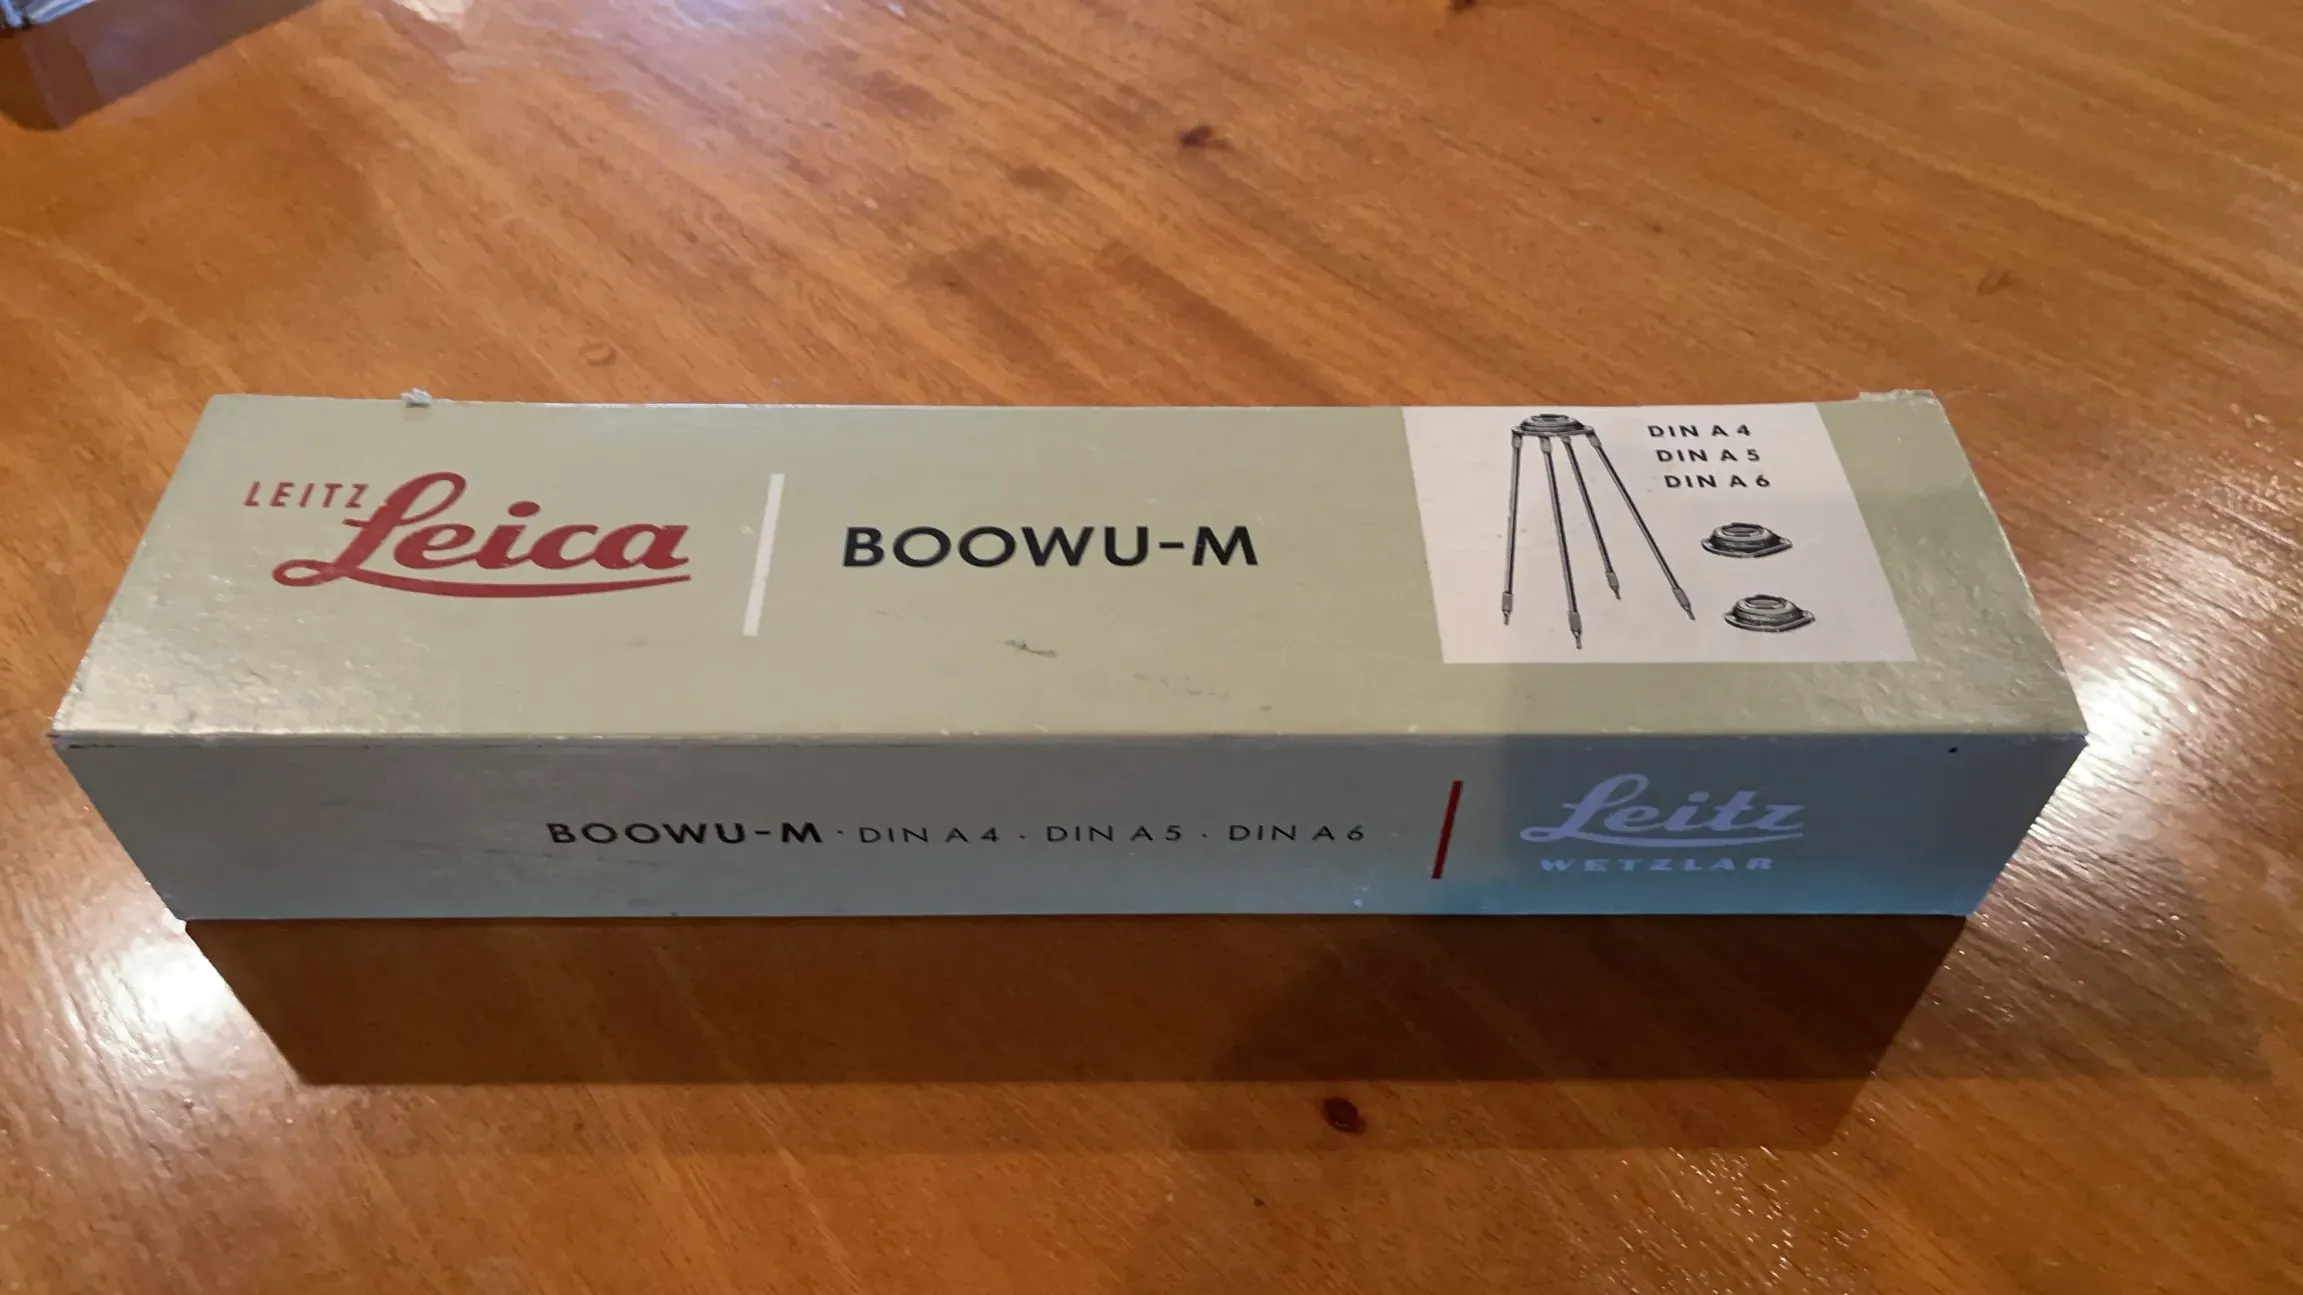 LEITZ
Leica
BOOWU-M
DIN A 4
DIN A 5
DIN A 6
BOOWU-M · DIN A 4 · DIN A 5 · DIN A 6
Leitz
WETZLAR